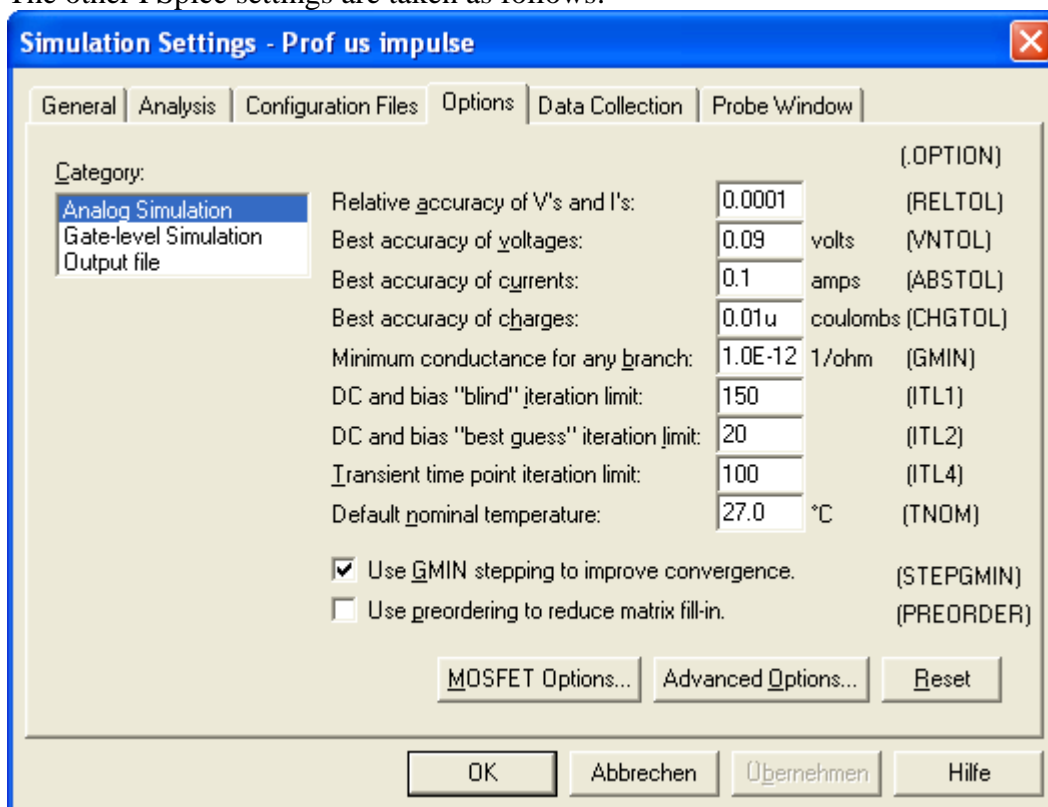 The other PSpice settings are taken as follows:
Simulation Settings - Prof us impulse
General Analysis Configuration Files Options Data Collection Probe Window
(.OPTION)
Category:
Analog Simulation
Gate-level Simulation
Output file
Relative accuracy of V's and I's: 0.0001 (RELTOL)
Best accuracy of voltages: 0.09 volts (VNTOL)
Best accuracy of currents: 0.1 amps (ABSTOL)
Best accuracy of charges: 0.01u coulombs (CHGTOL)
Minimum conductance for any branch: 1.0E-12 1/ohm (GMIN)
DC and bias "blind" iteration limit: 150 (ITL1)
DC and bias "best guess" iteration limit: 20 (ITL2)
Transient time point iteration limit: 100 (ITL4)
Default nominal temperature: 27.0 °C (TNOM)
Use GMIN stepping to improve convergence. (STEPGMIN)
Use preordering to reduce matrix fill-in. (PREORDER)
MOSFET Options... Advanced Options... Reset
OK Abbrechen Übernehmen Hilfe